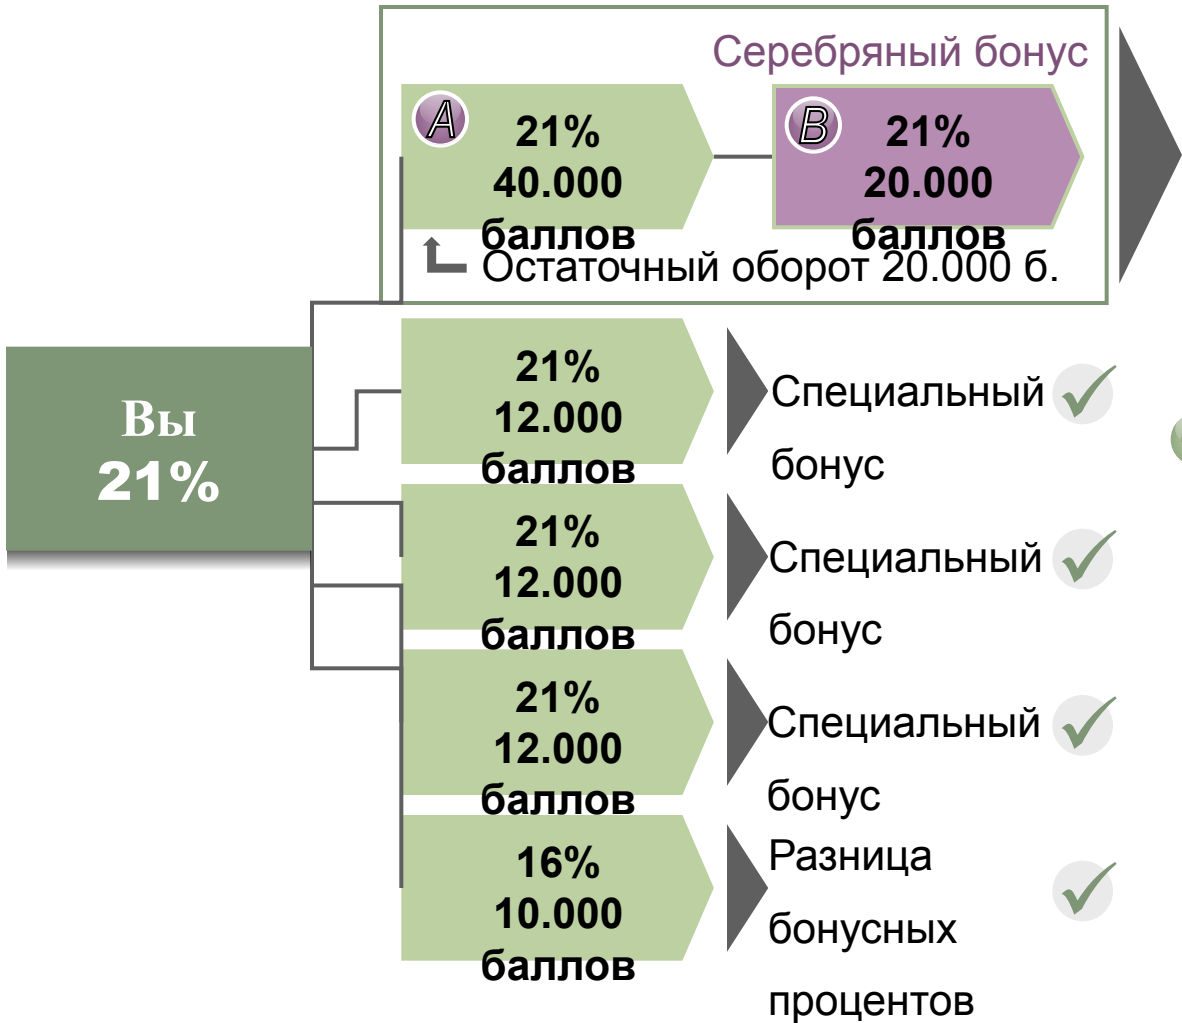 Серебряный бонус
A
21%
40.000
баллов
B
21%
20.000
баллов
Остаточный оборот 20.000 б.
Вы
21%
21%
12.000
баллов
Специальный
бонус
21%
12.000
баллов
Специальный
бонус
21%
12.000
баллов
Специальный
бонус
16%
10.000
баллов
Разница
бонусных
процентов